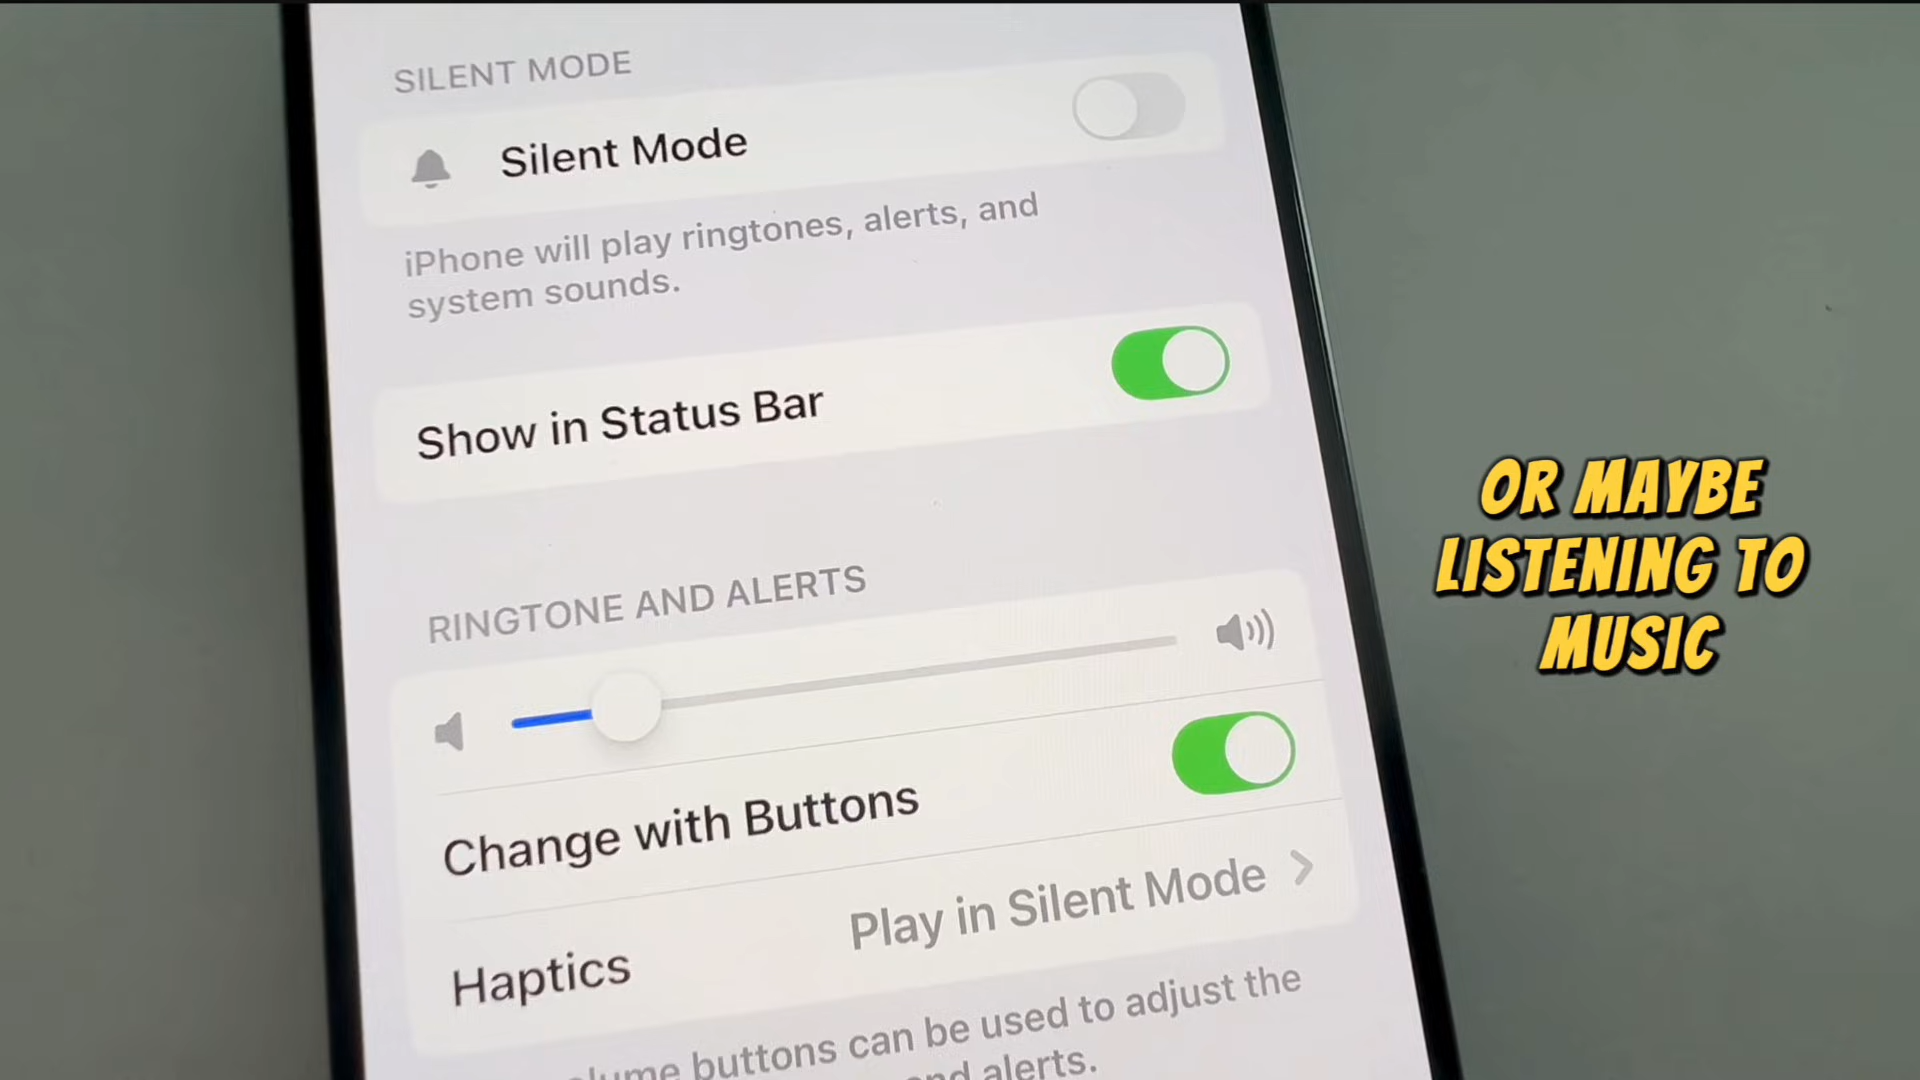 SILENT MODE
Silent Mode
iPhone will play ringtones, alerts, and
system sounds.
Show in Status Bar
RINGTONE AND ALERTS
Change with Buttons
Haptics Play in Silent Mode
buttons can be used to adjust the
alerts.
OR MAYBE
LISTENING TO
MUSIC